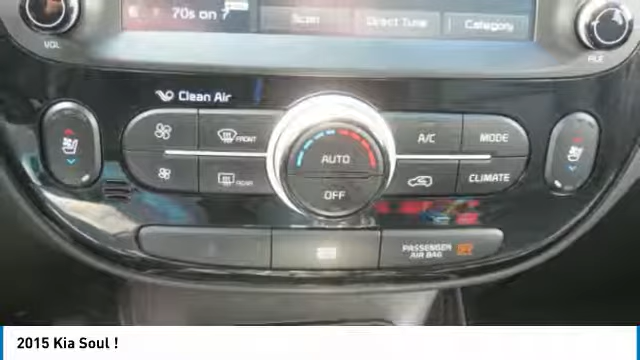 70s on 7
Scan
Direct Tune
Category
VOL
FILE
Clean Air
FRONT
A/C
MODE
AUTO
REAR
OFF
CLIMATE
PASSENGER
AIR BAG
OFF
2015 Kia Soul !